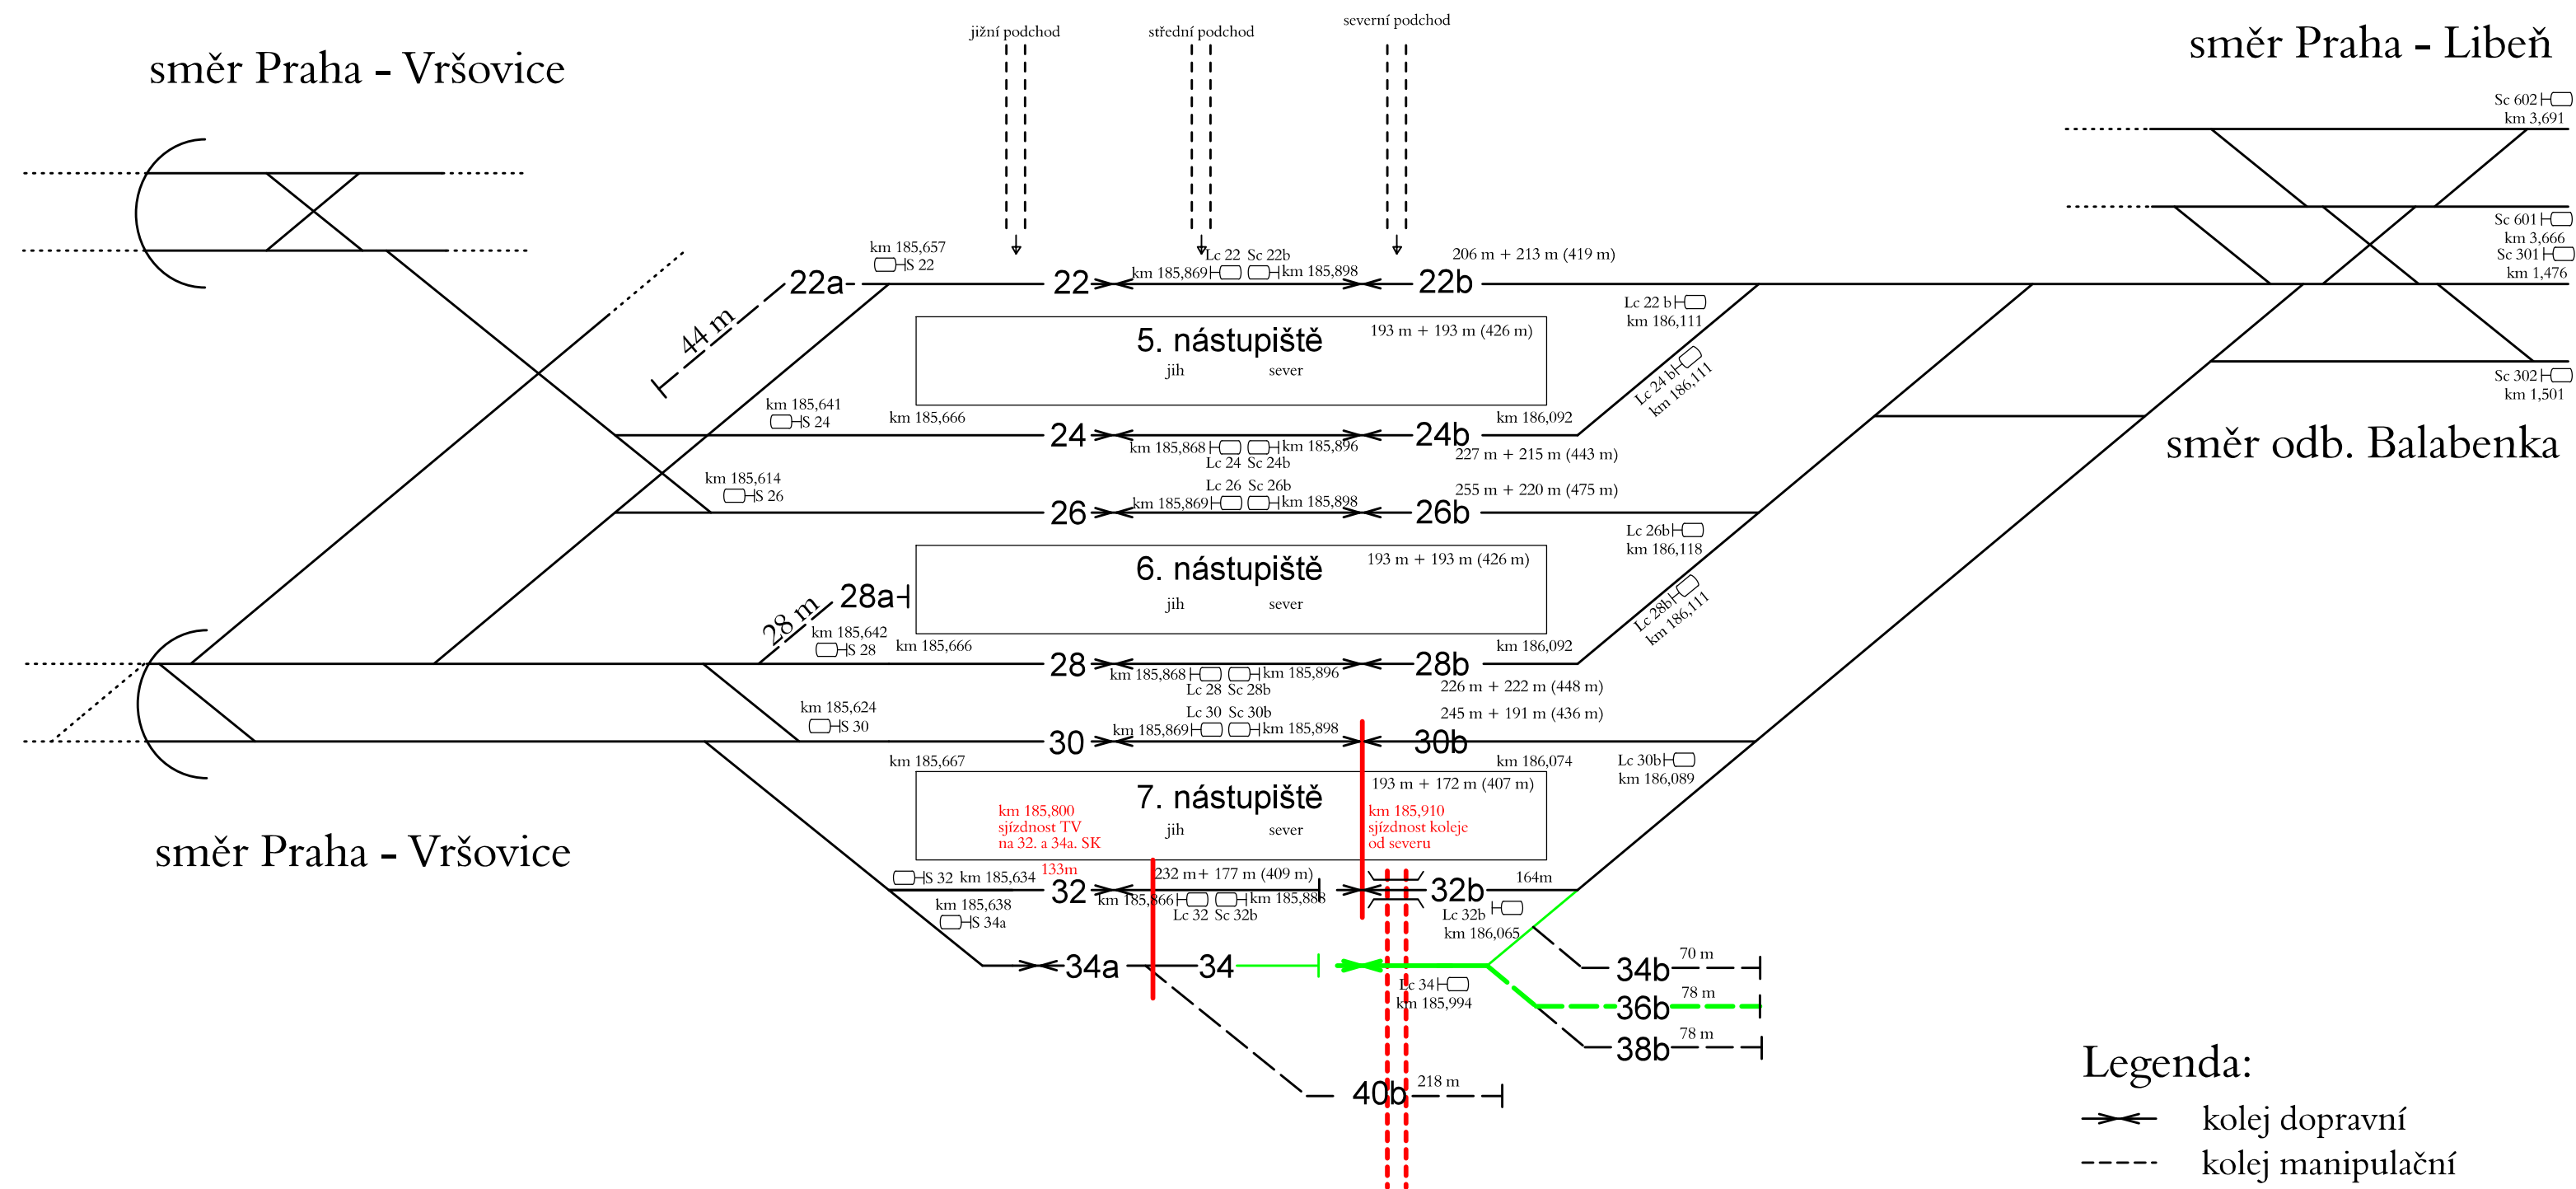 jižní podchod
střední podchod
severní podchod
směr Praha - Vršovice
směr Praha - Libeň
Sc 602
km 3,691
Sc 601
km 3,666
Sc 301
km 1,476
Sc 302
km 1,501
směr odb. Balabenka
km 185,657
S 22
22a
44 m
22
km 185,869
Lc 22
Sc 22b
km 185,898
22b
206 m + 213 m (419 m)
Lc 22 b
km 186,111
5. nástupiště
193 m + 193 m (426 m)
jih
sever
Lc 24 b
km 186,111
km 185,641
S 24
km 185,666
km 186,092
24
km 185,868
km 185,896
Lc 24
Sc 24b
24b
227 m + 215 m (443 m)
km 185,614
S 26
Lc 26
Sc 26b
26
km 185,869
km 185,898
26b
255 m + 220 m (475 m)
Lc 26b
km 186,118
6. nástupiště
193 m + 193 m (426 m)
jih
sever
28a
28 m
Lc 28b
km 186,111
km 185,642
S 28
km 185,666
km 186,092
28
km 185,868
km 185,896
Lc 28
Sc 28b
28b
226 m + 222 m (448 m)
km 185,624
S 30
Lc 30
Sc 30b
245 m + 191 m (436 m)
30
km 185,869
km 185,898
30b
km 185,667
km 186,074
Lc 30b
km 186,089
7. nástupiště
193 m + 172 m (407 m)
km 185,800
sjízdnost TV
na 32. a 34a. SK
jih
sever
km 185,910
sjízdnost koleje
od severu
směr Praha - Vršovice
S 32
km 185,634
133m
232 m+ 177 m (409 m)
32
km 185,866
km 185,888
Lc 32
Sc 32b
32b
164m
km 185,638
S 34a
Lc 32b
km 186,065
34a
34
Lc 34
km 185,994
34b
70 m
36b
78 m
38b
78 m
40b
218 m
Legenda:
kolej dopravní
kolej manipulační